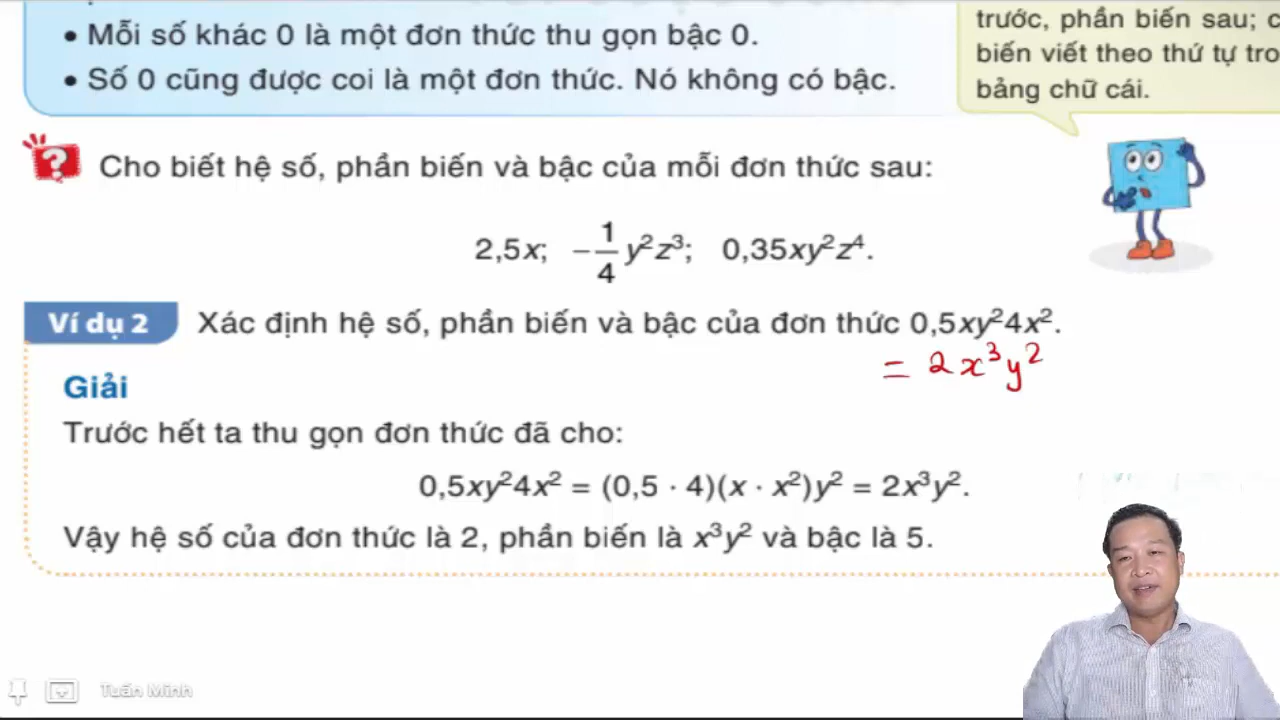 • Mỗi số khác 0 là một đơn thức thu gọn bậc 0.
• Số 0 cũng được coi là một đơn thức. Nó không có bậc.
trước, phần biến sau; c
biến viết theo thứ tự tro
bảng chữ cái.
? Cho biết hệ số, phần biến và bậc của mỗi đơn thức sau:
2,5x; −1/4 y²z³; 0,35xy²z⁴.
Ví dụ 2 Xác định hệ số, phần biến và bậc của đơn thức 0,5xy²4x².
= 2x³y²
Giải
Trước hết ta thu gọn đơn thức đã cho:
0,5xy²4x² = (0,5 · 4)(x · x²)y² = 2x³y².
Vậy hệ số của đơn thức là 2, phần biến là x³y² và bậc là 5.
Tuấn Minh